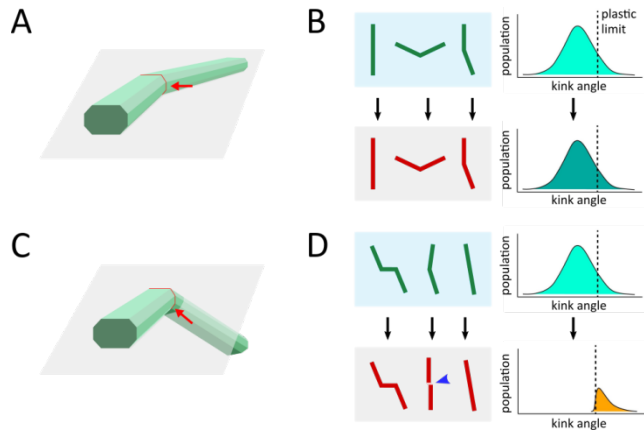 A
B
population
plastic
limit
kink angle
population
kink angle
C
D
population
kink angle
population
kink angle